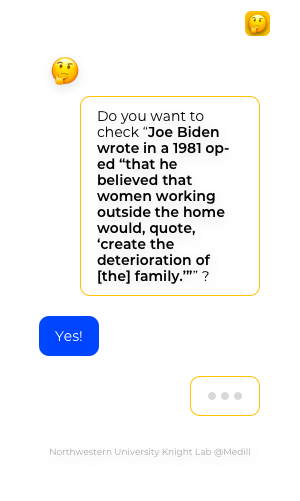 Do you want to
check “Joe Biden
wrote in a 1981 op-
ed “that he
believed that
women working
outside the home
would, quote,
‘create the
deterioration of
[the] family.’”” ?
Yes!
Northwestern University Knight Lab @Medill